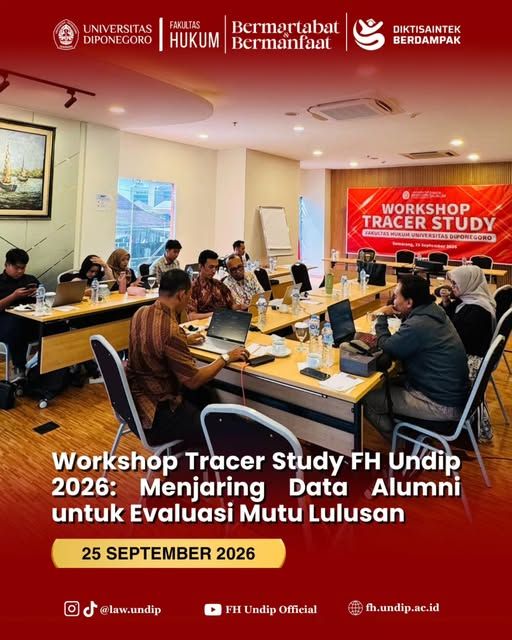 UNIVERSITAS
DIPONEGORO
FAKULTAS
HUKUM
Bermartabat
&
Bermanfaat
DIKTISAINTEK
BERDAMPAK
WORKSHOP
TRACER STUDY
FAKULTAS HUKUM UNIVERSITAS DIPONEGORO
Semarang, 25 September 2026
Workshop Tracer Study FH Undip
2026: Menjaring Data Alumni
untuk Evaluasi Mutu Lulusan
25 SEPTEMBER 2026
@law.undip
FH Undip Official
fh.undip.ac.id